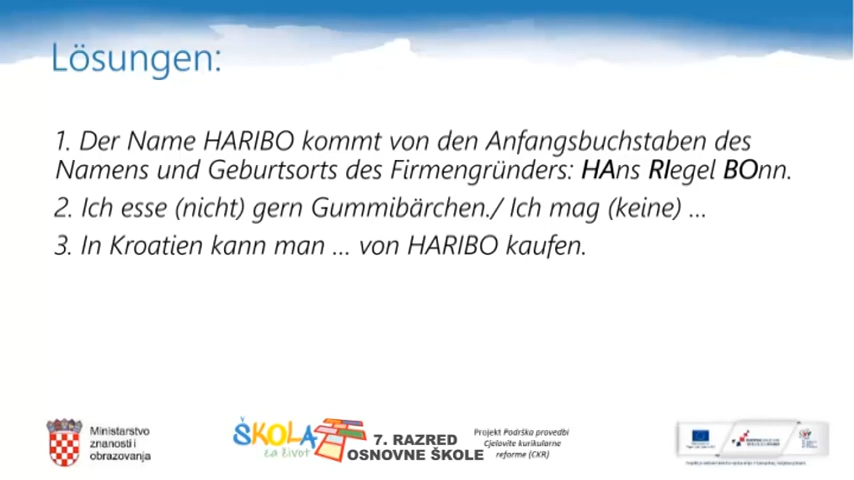 Lösungen:
1. Der Name HARIBO kommt von den Anfangsbuchstaben des
Namens und Geburtsorts des Firmengründers: HAns RIegel BOnn.
2. Ich esse (nicht) gern Gummibärchen./ Ich mag (keine) ...
3. In Kroatien kann man ... von HARIBO kaufen.
Ministarstvo
znanosti i
obrazovanja
ŠKOLA
za život
7. RAZRED
OSNOVNE ŠKOLE
Projekt Podrška provedbi
Cjelovite kurikularne
reforme (CKR)